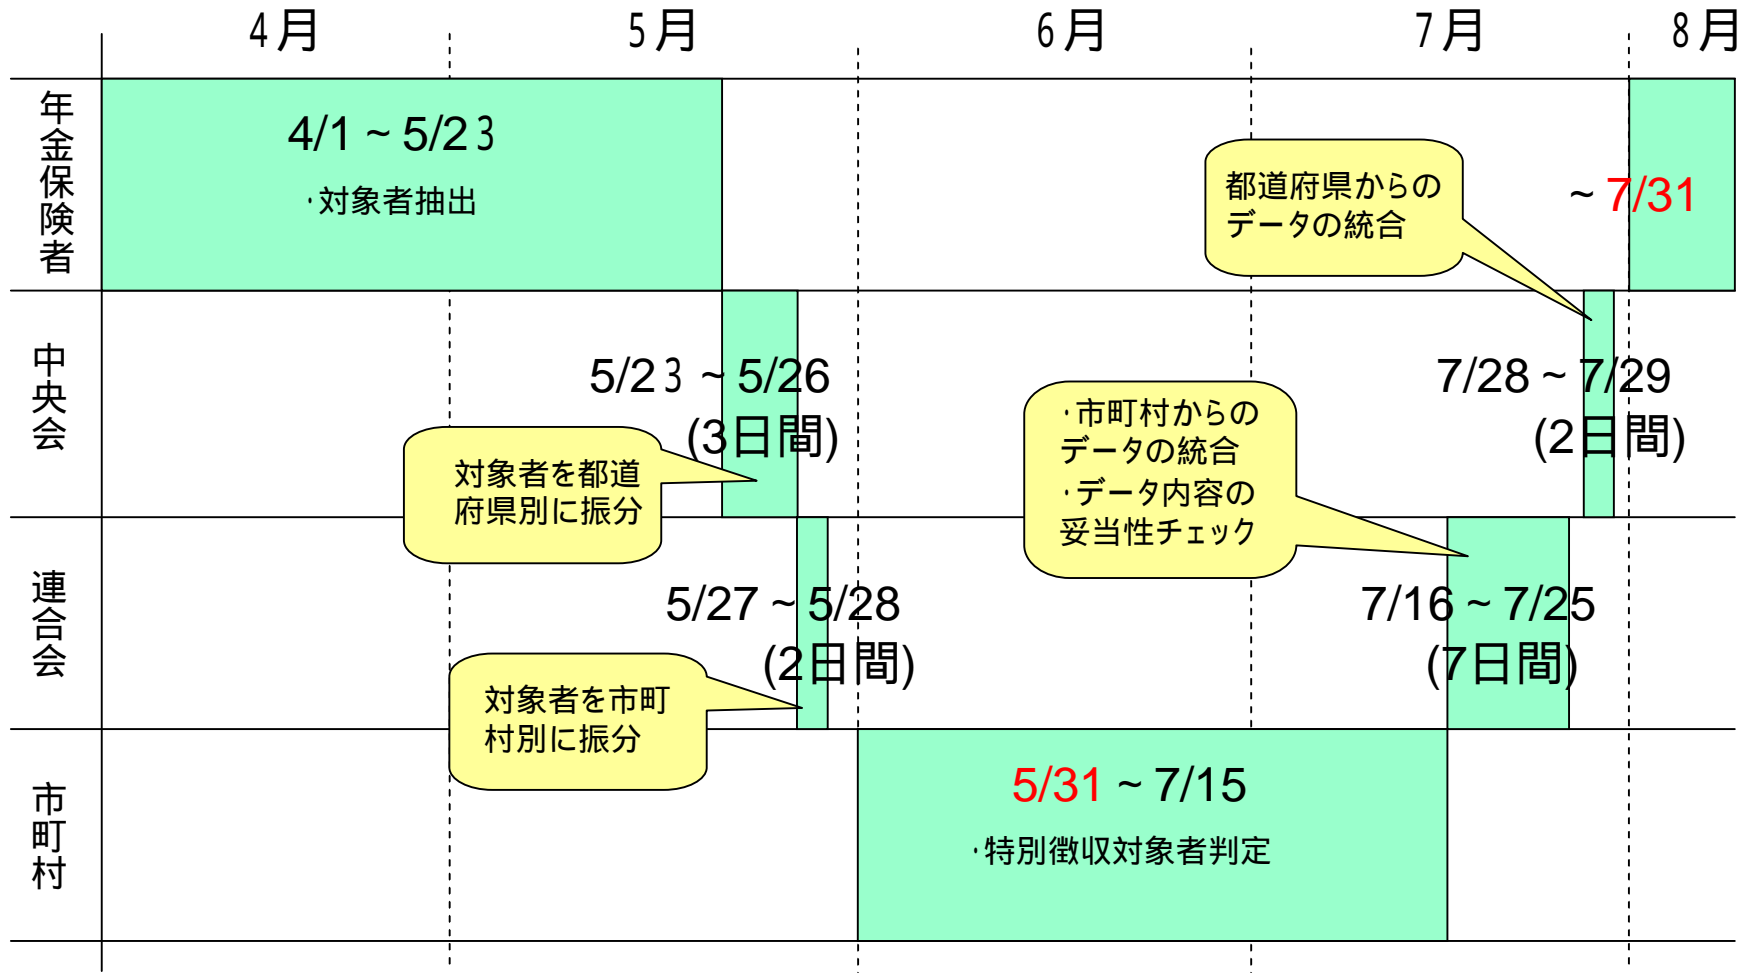 4月
5月
6月
7月
8月
年金保険者
4/1 ~ 5/23
・対象者抽出
都道府県からの
データの統合
~ 7/31
中央会
5/23 ~ 5/26
(3日間)
対象者を都道
府県別に振分
・市町村からの
データの統合
・データ内容の
妥当性チェック
7/28 ~ 7/29
(2日間)
連合会
5/27 ~ 5/28
(2日間)
対象者を市町
村別に振分
7/16 ~ 7/25
(7日間)
市町村
5/31 ~ 7/15
・特別徴収対象者判定